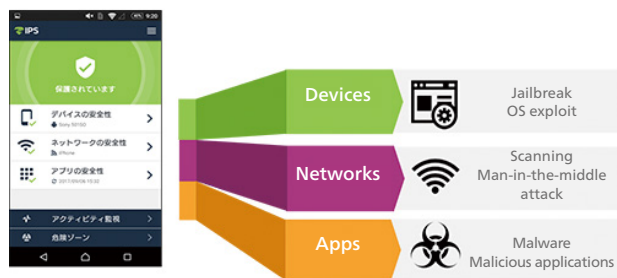 9:20
IPS
保護されています
デバイスの安全性
ネットワークの安全性
iPhone
アプリの安全性
アクティビティ監視
危険ゾーン
Devices
Jailbreak
OS exploit
Networks
Scanning
Man-in-the-middle
attack
Apps
Malware
Malicious applications